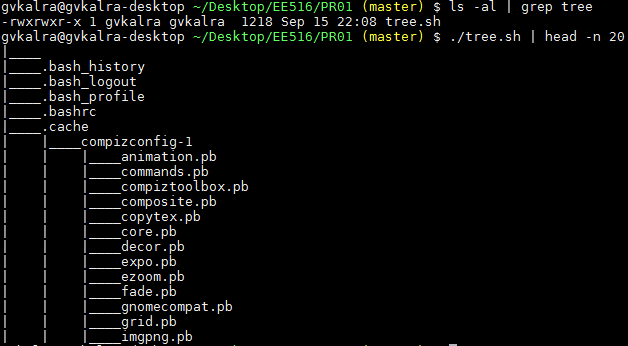 gvkalra@gvkalra-desktop ~/Desktop/EE516/PR01 (master) $ ls -al | grep tree
-rwxrwxr-x 1 gvkalra gvkalra  1218 Sep 15 22:08 tree.sh
gvkalra@gvkalra-desktop ~/Desktop/EE516/PR01 (master) $ ./tree.sh | head -n 20
|____
|____.bash_history
|____.bash_logout
|____.bash_profile
|____.bashrc
|____.cache
|    |____compizconfig-1
|    |    |____animation.pb
|    |    |____commands.pb
|    |    |____compiztoolbox.pb
|    |    |____composite.pb
|    |    |____copytex.pb
|    |    |____core.pb
|    |    |____decor.pb
|    |    |____expo.pb
|    |    |____ezoom.pb
|    |    |____fade.pb
|    |    |____gnomecompat.pb
|    |    |____grid.pb
|    |    |____imgpng.pb